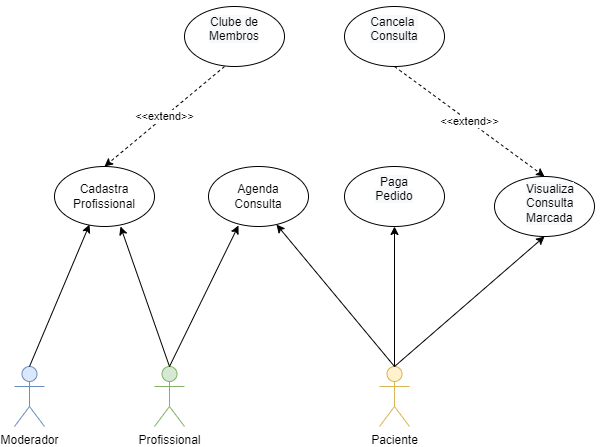 Clube de
Membros
Cancela
Consulta
<<extend>>
<<extend>>
Cadastra
Profissional
Agenda
Consulta
Paga
Pedido
Visualiza
Consulta
Marcada
Moderador
Profissional
Paciente